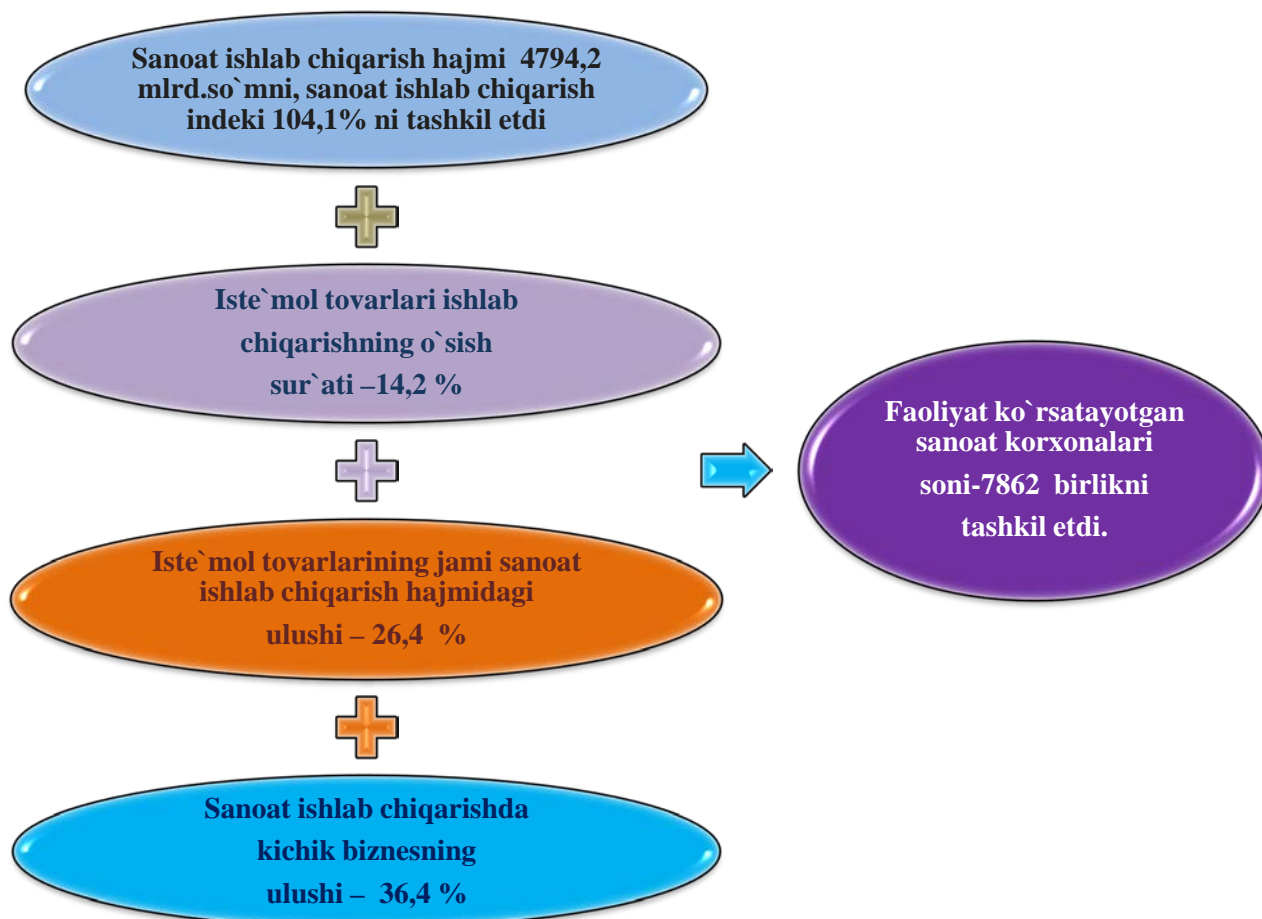 Sanoat ishlab chiqarish hajmi 4794,2
mlrd.so`mni, sanoat ishlab chiqarish
indeki 104,1% ni tashkil etdi
Iste`mol tovarlari ishlab
chiqarishning o`sish
sur`ati –14,2 %
Iste`mol tovarlarining jami sanoat
ishlab chiqarish hajmidagi
ulushi – 26,4 %
Sanoat ishlab chiqarishda
kichik biznesning
ulushi – 36,4 %
Faoliyat ko`rsatayotgan
sanoat korxonalari
soni-7862 birlikni
tashkil etdi.